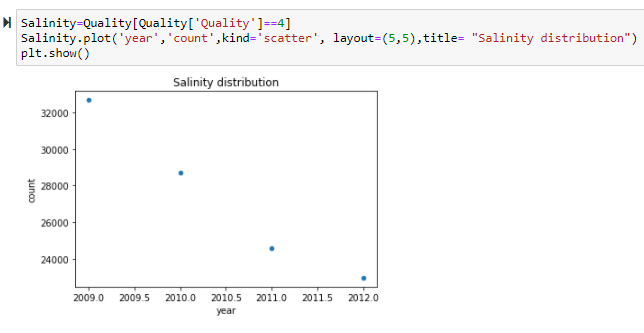 Salinity=Quality[Quality['Quality']==4]
Salinity.plot('year','count',kind='scatter', layout=(5,5),title= "Salinity distribution")
plt.show()
Salinity distribution
32000
30000
28000
26000
24000
count
2009.0 2009.5 2010.0 2010.5 2011.0 2011.5 2012.0
year